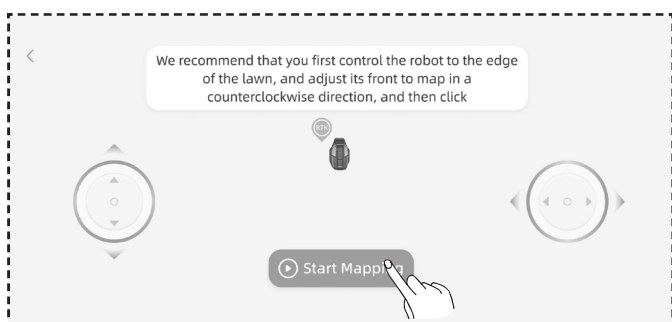 We recommend that you first control the robot to the edge
of the lawn, and adjust its front to map in a
counterclockwise direction, and then click
RTK
Start Mapping